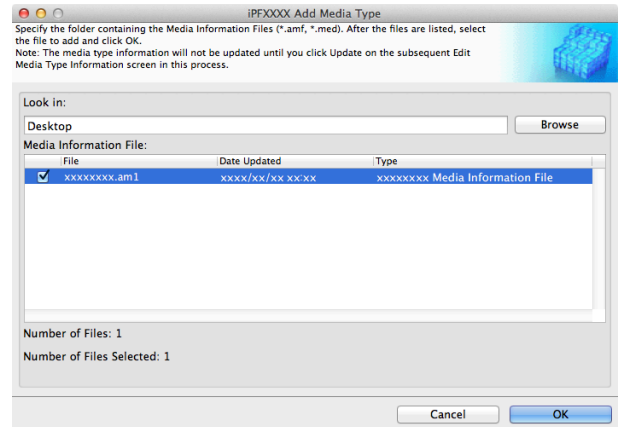 iPFXXXX Add Media Type
Specify the folder containing the Media Information Files (*.amf, *.med). After the files are listed, select
the file to add and click OK.
Note: The media type information will not be updated until you click Update on the subsequent Edit
Media Type Information screen in this process.
Look in:
Desktop Browse
Media Information File:
File Date Updated Type
xxxxxxxx.am1 xxxx/xx/xx xx:xx xxxxxxxx Media Information File
Number of Files: 1
Number of Files Selected: 1
Cancel OK